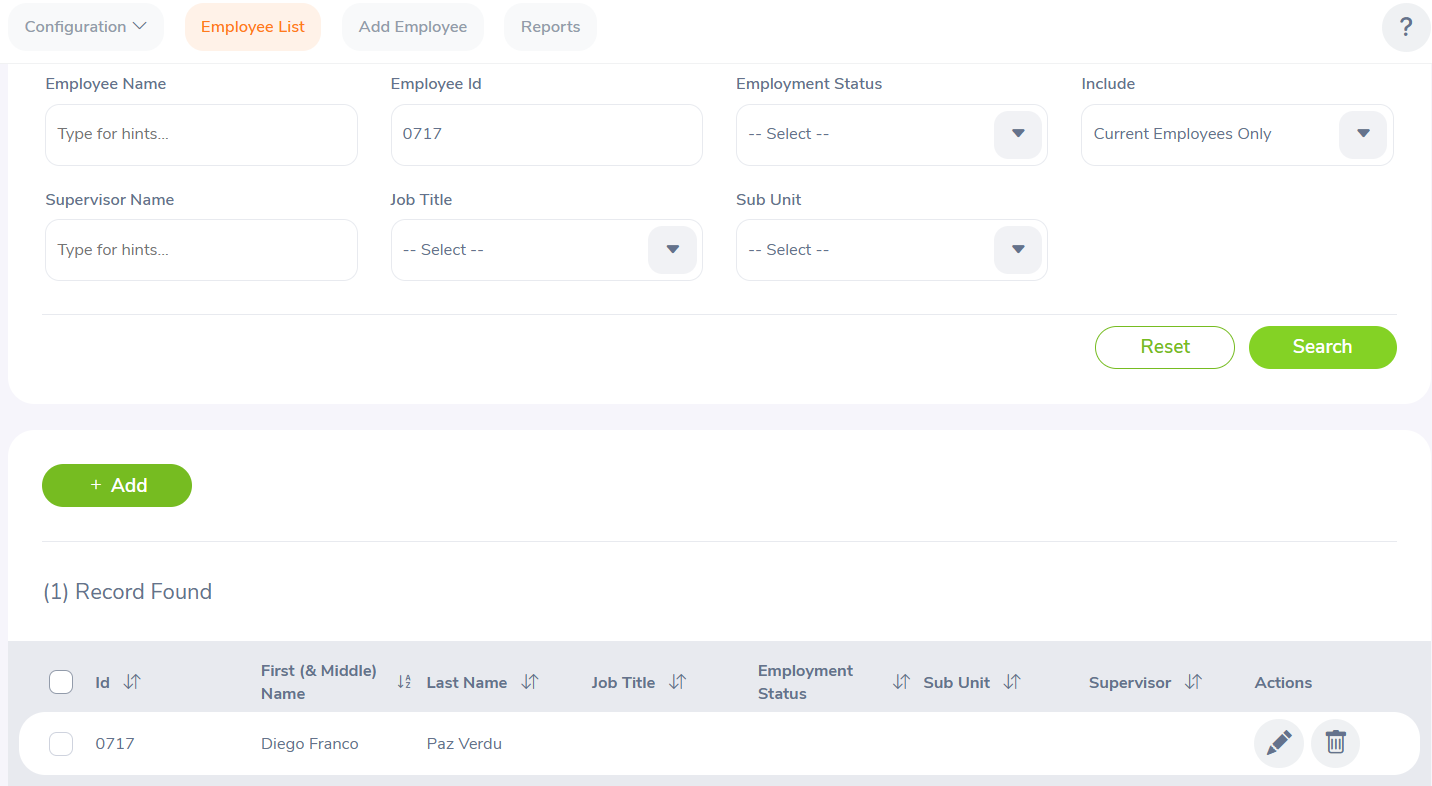 Configuration Employee List Add Employee Reports ?
Employee Name Employee Id Employment Status Include
Type for hints... 0717 -- Select -- Current Employees Only
Supervisor Name Job Title Sub Unit
Type for hints... -- Select -- -- Select --
Reset Search
+ Add
(1) Record Found
Id First (& Middle) Name Last Name Job Title Employment Status Sub Unit Supervisor Actions
0717 Diego Franco Paz Verdu